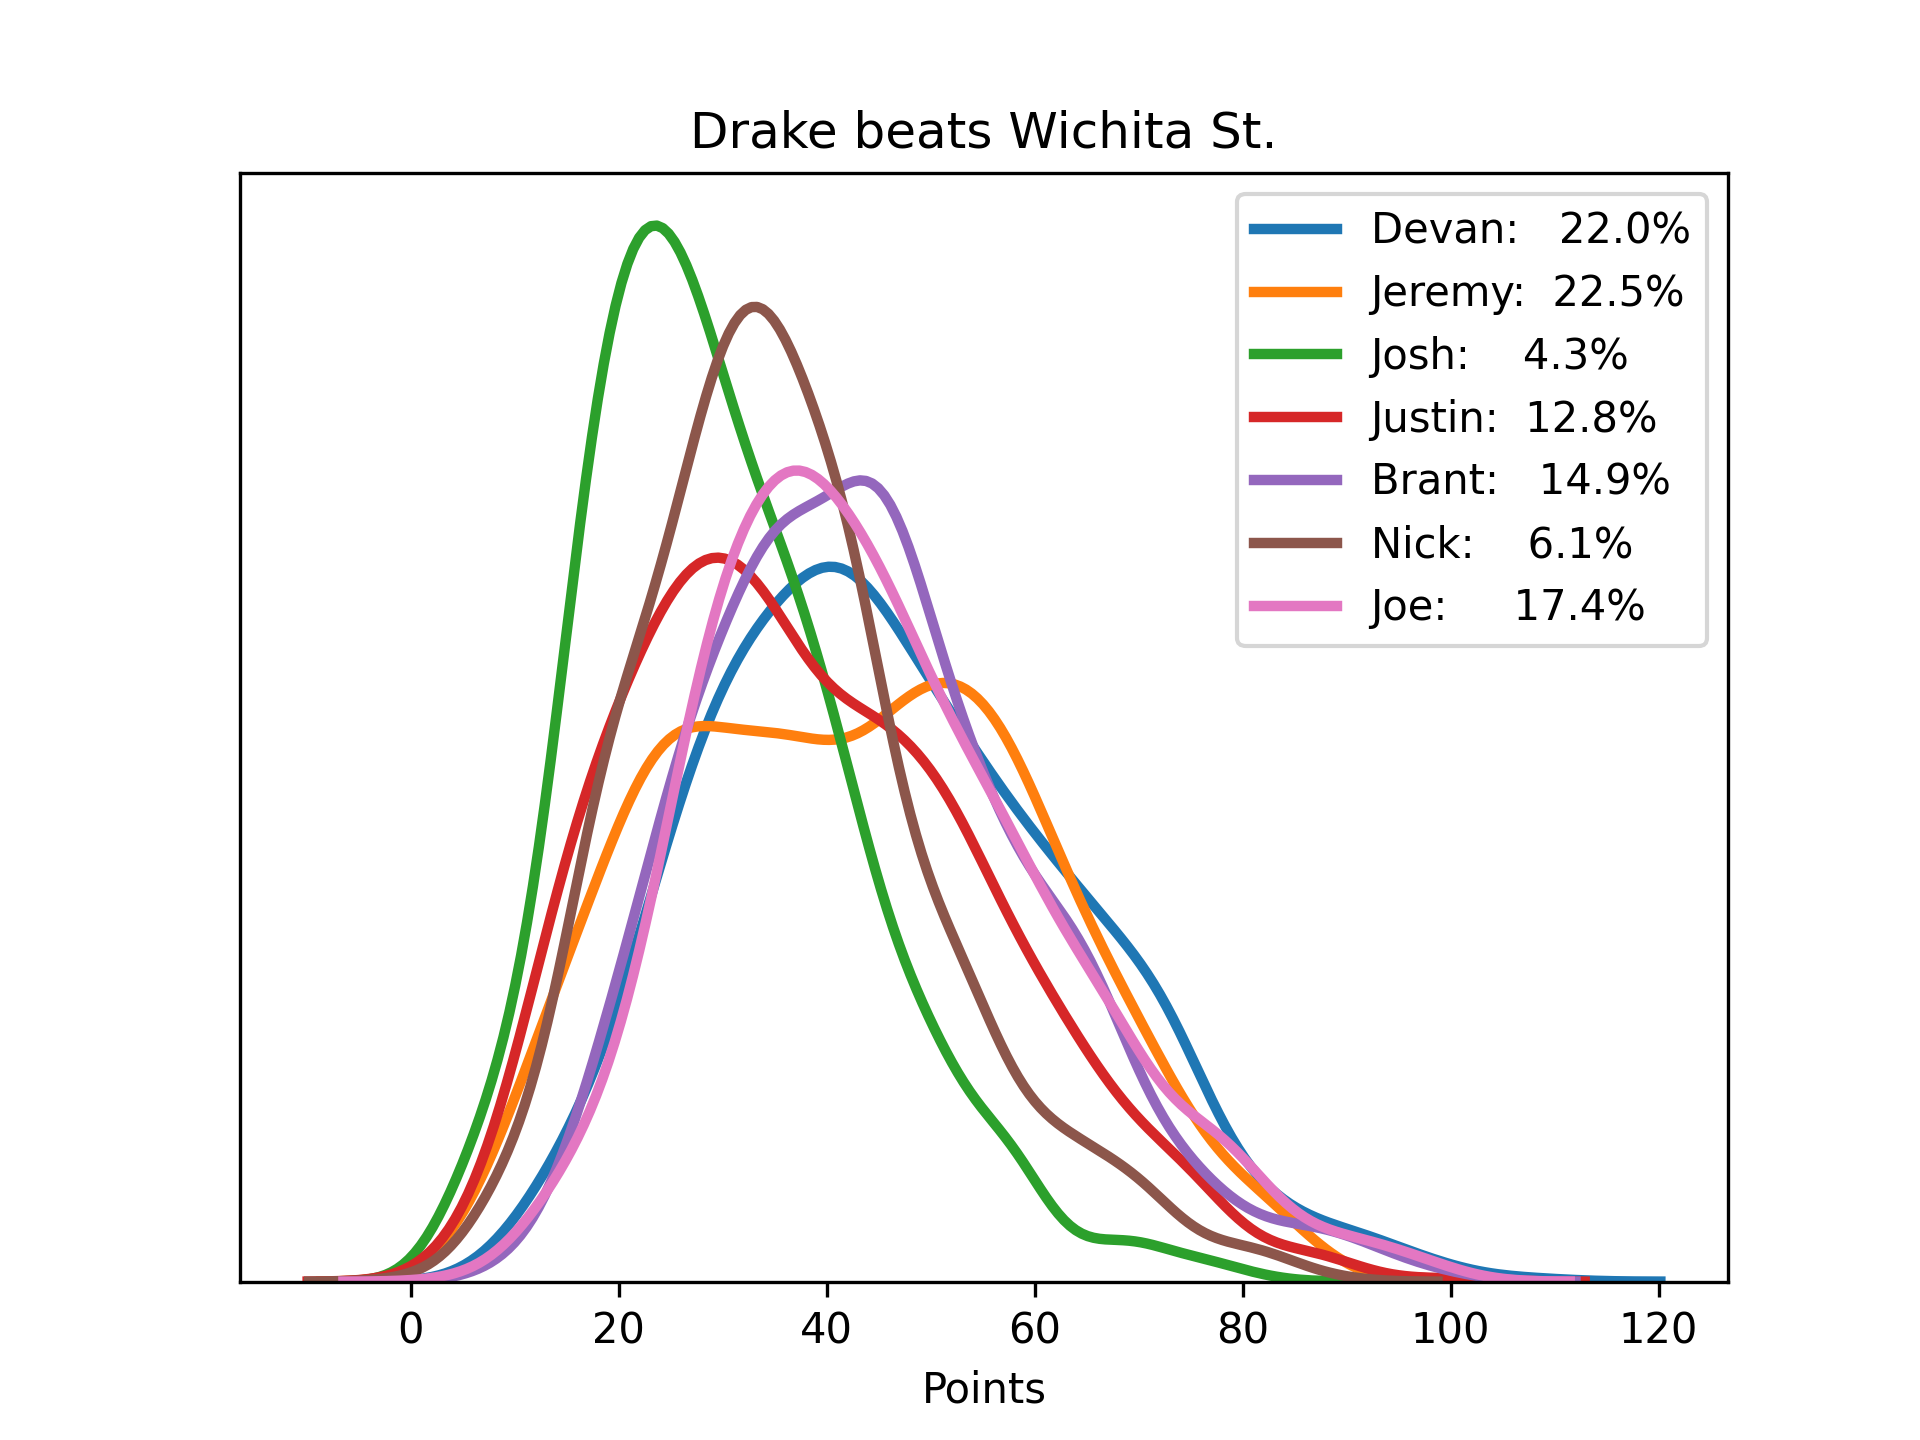 Drake beats Wichita St.
Devan: 22.0%
Jeremy: 22.5%
Josh: 4.3%
Justin: 12.8%
Brant: 14.9%
Nick: 6.1%
Joe: 17.4%
0 20 40 60 80 100 120
Points